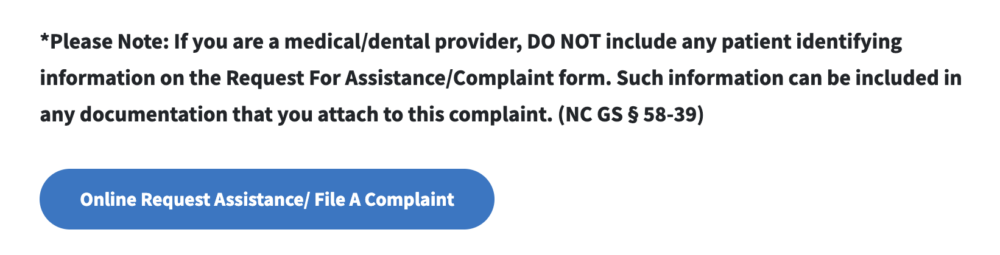 *Please Note: If you are a medical/dental provider, DO NOT include any patient identifying
information on the Request For Assistance/Complaint form. Such information can be included in
any documentation that you attach to this complaint. (NC GS § 58-39)
Online Request Assistance/ File A Complaint